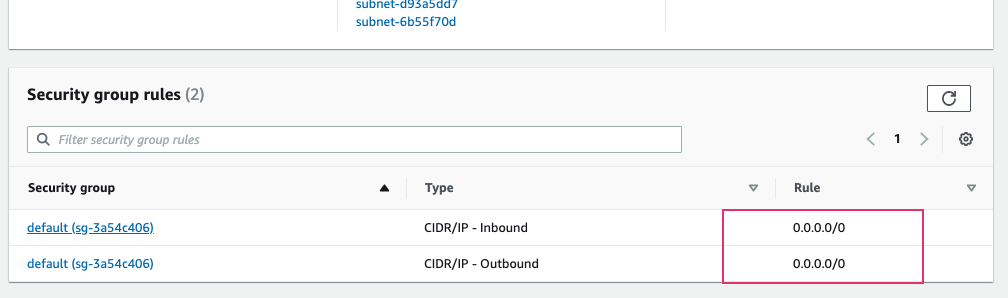 subnet-d93a5dd7
subnet-6b55f70d
Security group rules (2)
Filter security group rules
1
Security group Type Rule
default (sg-3a54c406) CIDR/IP - Inbound 0.0.0.0/0
default (sg-3a54c406) CIDR/IP - Outbound 0.0.0.0/0